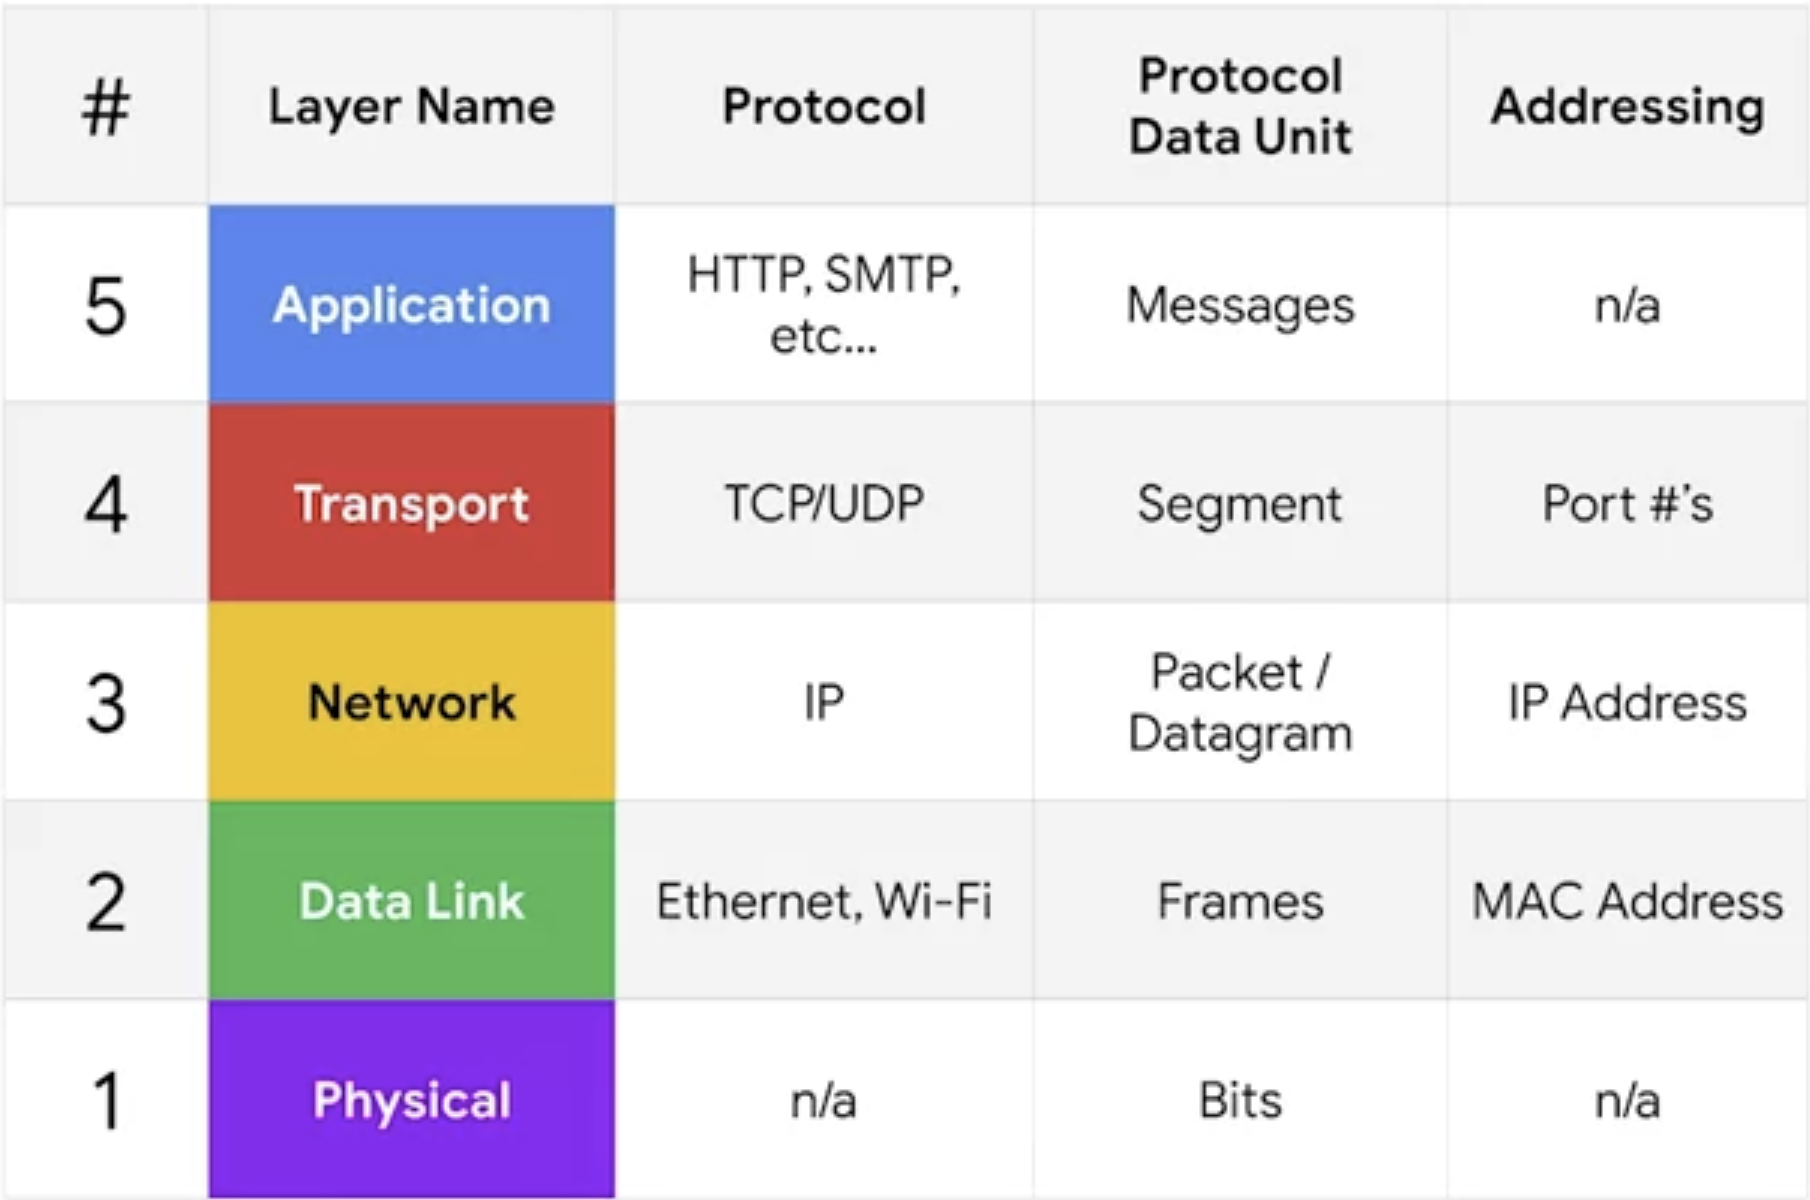 # Layer Name Protocol Protocol Data Unit Addressing
5 Application HTTP, SMTP, etc... Messages n/a
4 Transport TCP/UDP Segment Port #’s
3 Network IP Packet / Datagram IP Address
2 Data Link Ethernet, Wi-Fi Frames MAC Address
1 Physical n/a Bits n/a